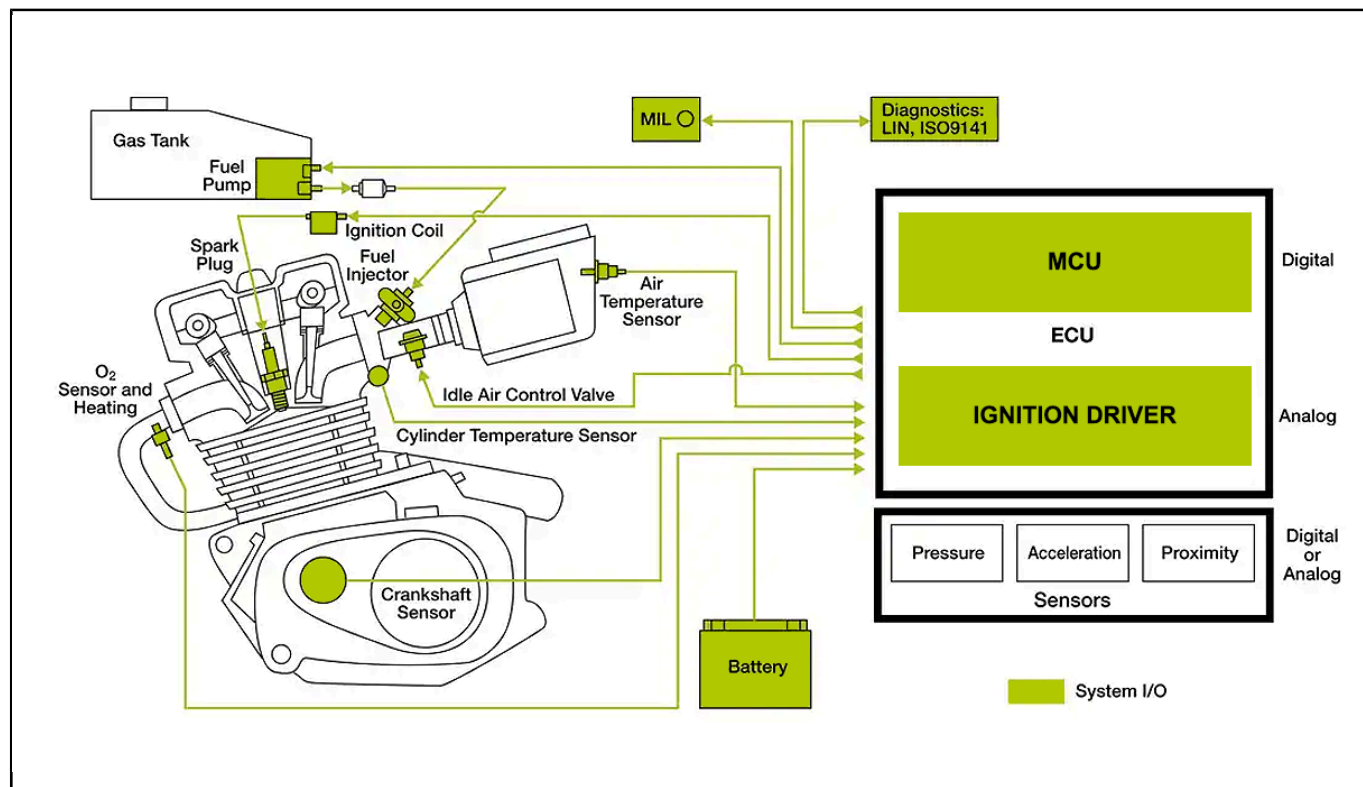 Gas Tank
Fuel
Pump
MIL
Diagnostics:
LIN, ISO9141
Ignition Coil
Spark
Plug
Fuel
Injector
Air
Temperature
Sensor
MCU
Digital
ECU
O2
Sensor and
Heating
Idle Air Control Valve
IGNITION DRIVER
Analog
Cylinder Temperature Sensor
Pressure
Acceleration
Proximity
Sensors
Digital
or
Analog
Crankshaft
Sensor
Battery
System I/O